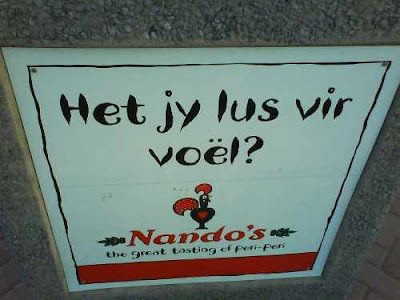 Het jy lus vir
voël?
Nando's
the great tasting of peri-peri